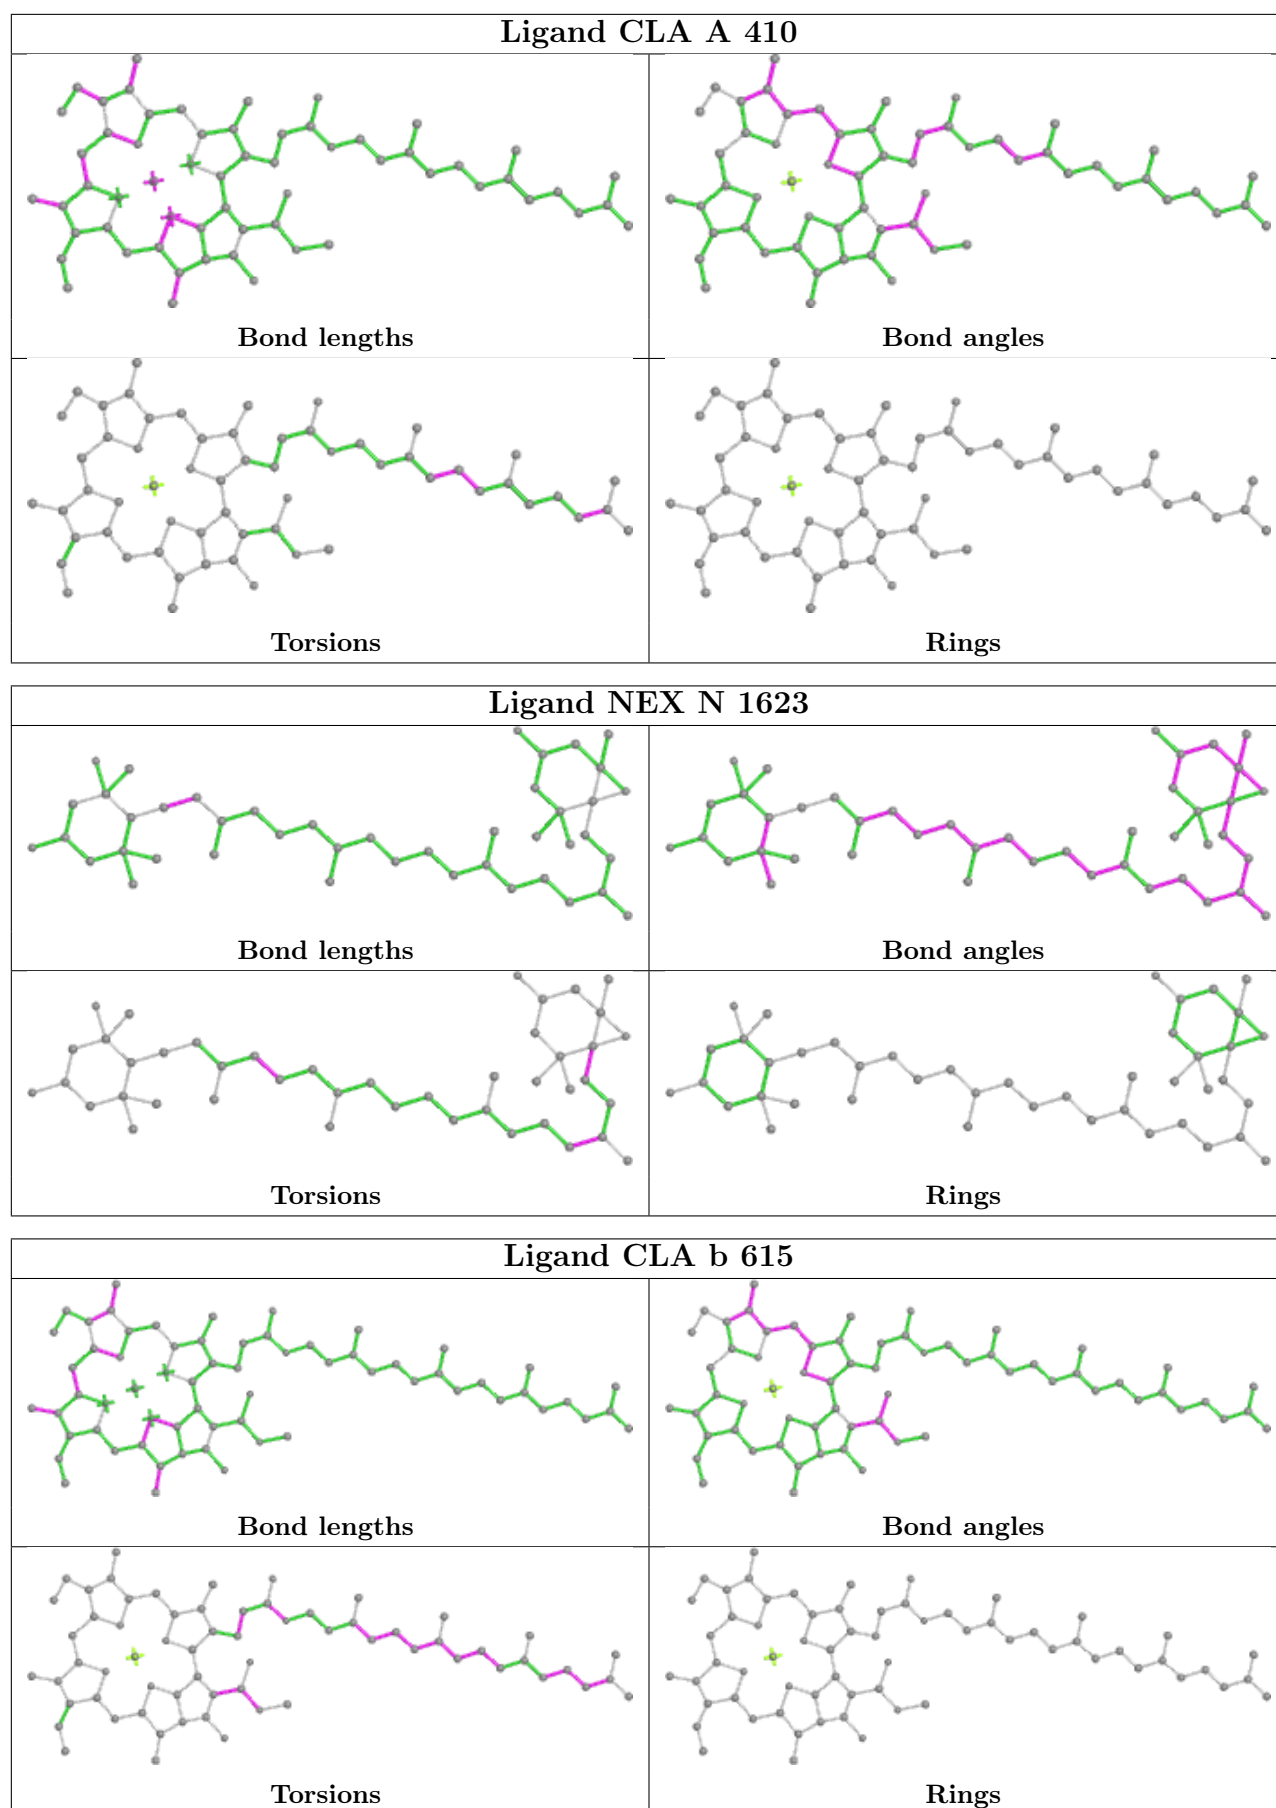 Ligand CLA A 410
Bond lengths
Bond angles
Torsions
Rings
Ligand NEX N 1623
Bond lengths
Bond angles
Torsions
Rings
Ligand CLA b 615
Bond lengths
Bond angles
Torsions
Rings